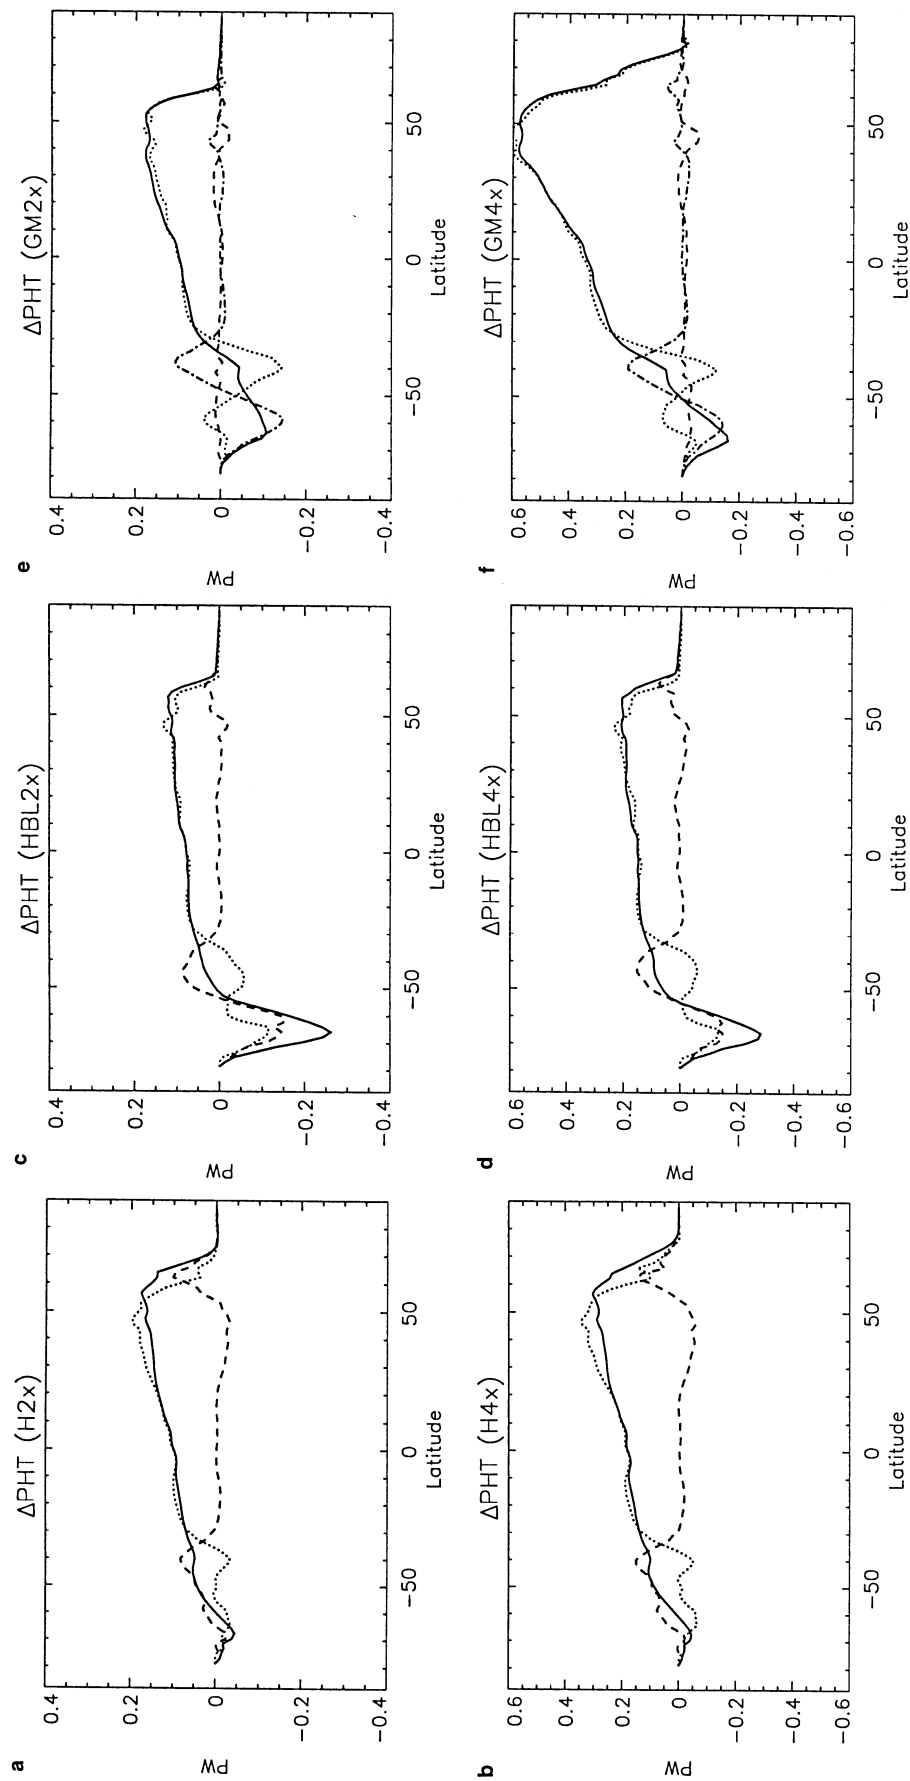 a
ΔPHT (H2x)
0.4
0.2
0
−0.2
−0.4
PW
−50
0
50
Latitude
c
ΔPHT (HBL2x)
0.4
0.2
0
−0.2
−0.4
PW
−50
0
50
Latitude
e
ΔPHT (GM2x)
0.4
0.2
0
−0.2
−0.4
PW
−50
0
50
Latitude
b
ΔPHT (H4x)
0.6
0.4
0.2
0
−0.2
−0.4
−0.6
PW
−50
0
50
Latitude
d
ΔPHT (HBL4x)
0.6
0.4
0.2
0
−0.2
−0.4
−0.6
PW
−50
0
50
Latitude
f
ΔPHT (GM4x)
0.6
0.4
0.2
0
−0.2
−0.4
−0.6
PW
−50
0
50
Latitude